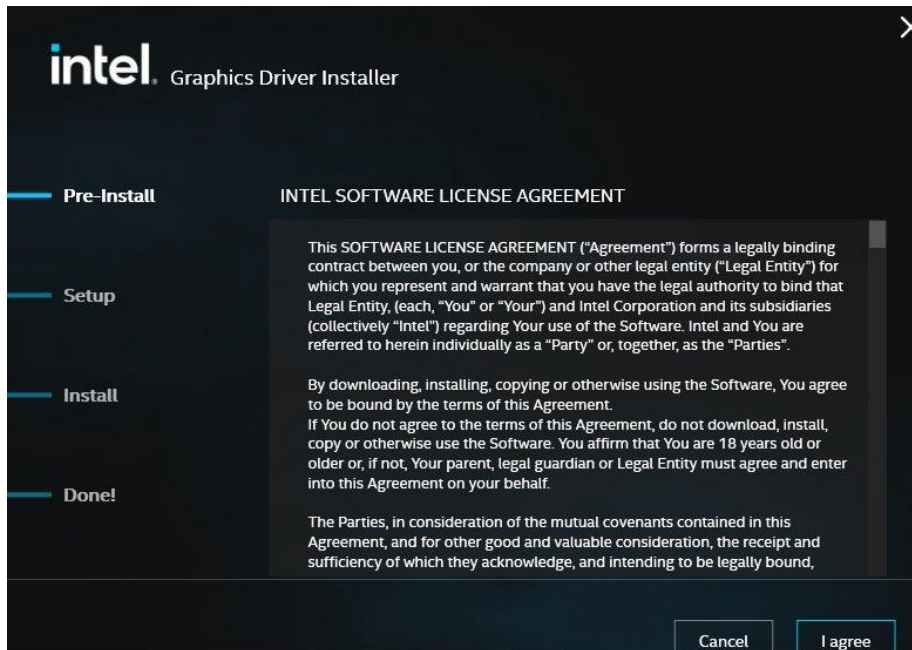 intel. Graphics Driver Installer
Pre-Install
INTEL SOFTWARE LICENSE AGREEMENT
This SOFTWARE LICENSE AGREEMENT (“Agreement”) forms a legally binding
contract between you, or the company or other legal entity (“Legal Entity”) for
which you represent and warrant that you have the legal authority to bind that
Legal Entity, (each, “You” or “Your”) and Intel Corporation and its subsidiaries
(collectively “Intel”) regarding Your use of the Software. Intel and You are
referred to herein individually as a “Party” or, together, as the “Parties”.
By downloading, installing, copying or otherwise using the Software, You agree
to be bound by the terms of this Agreement.
If You do not agree to the terms of this Agreement, do not download, install,
copy or otherwise use the Software. You affirm that You are 18 years old or
older or, if not, Your parent, legal guardian or Legal Entity must agree and enter
into this Agreement on your behalf.
The Parties, in consideration of the mutual covenants contained in this
Agreement, and for other good and valuable consideration, the receipt and
sufficiency of which they acknowledge, and intending to be legally bound,
Setup
Install
Done!
Cancel
I agree